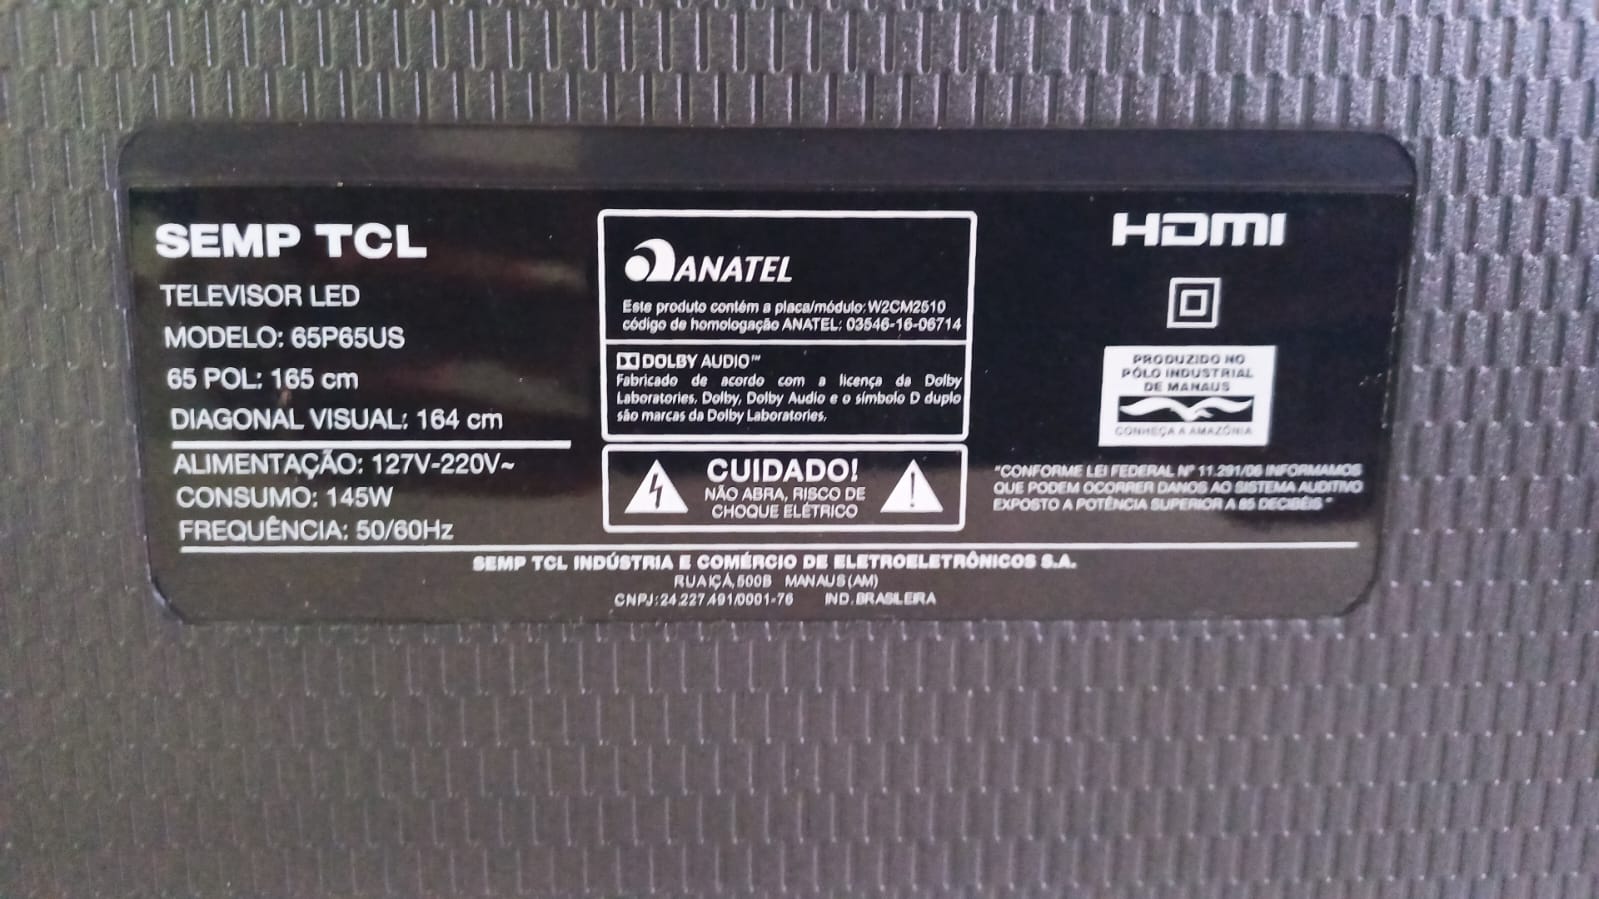 SEMP TCL
TELEVISOR LED
MODELO: 65P65US
65 POL: 165 cm
DIAGONAL VISUAL: 164 cm
ALIMENTAÇÃO: 127V-220V~
CONSUMO: 145W
FREQUÊNCIA: 50/60Hz
ANATEL
Este produto contém a placa/módulo: W2CM2510
código de homologação ANATEL: 03546-16-06714
DOLBY AUDIO™
Fabricado de acordo com a licença da Dolby
Laboratories. Dolby, Dolby Audio e o símbolo D duplo
são marcas da Dolby Laboratories.
CUIDADO!
NÃO ABRA, RISCO DE
CHOQUE ELÉTRICO
HDMI
PRODUZIDO NO
PÓLO INDUSTRIAL
DE MANAUS
CONHEÇA A AMAZÔNIA
"CONFORME LEI FEDERAL Nº 11.291/06 INFORMAMOS
QUE PODEM OCORRER DANOS AO SISTEMA AUDITIVO
EXPOSTO A POTÊNCIA SUPERIOR A 85 DECIBÉIS"
SEMP TCL INDÚSTRIA E COMÉRCIO DE ELETROELETRÔNICOS S.A.
RUA IÇÁ, 500B MANAUS (AM)
CNPJ: 24.227.491/0001-76 IND. BRASILEIRA